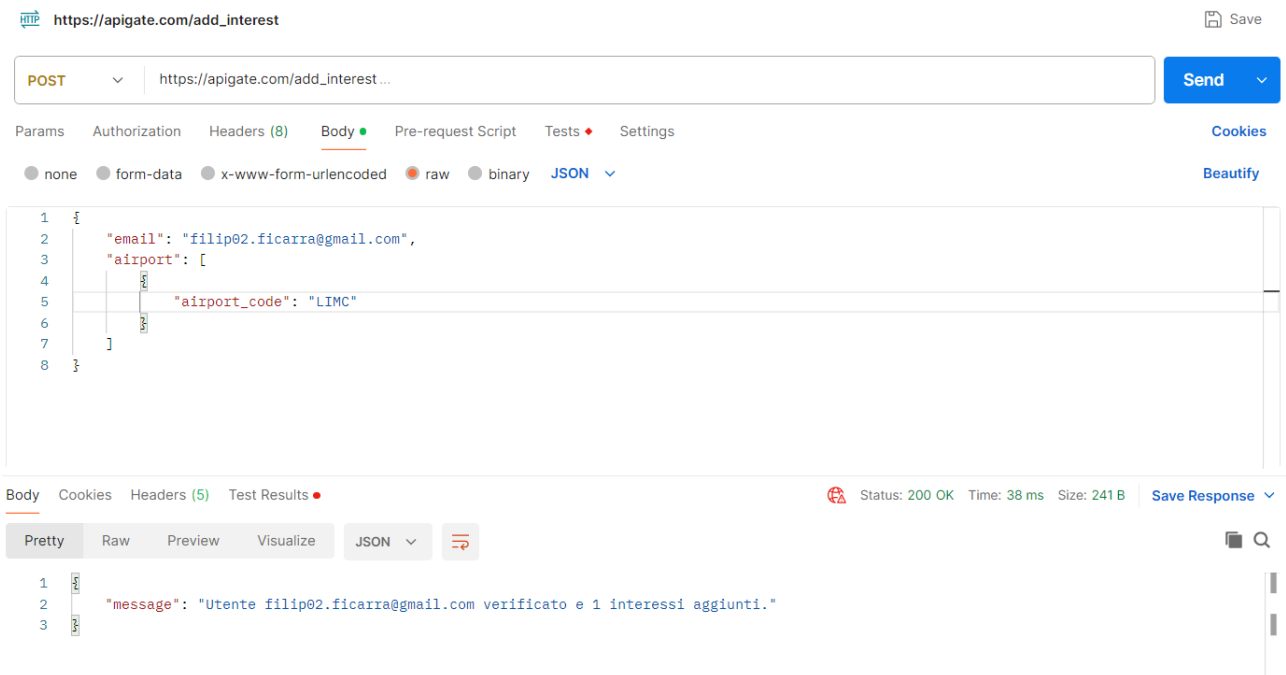 HTTP https://apigate.com/add_interest Save
POST https://apigate.com/add_interest ... Send
Params Authorization Headers (8) Body Pre-request Script Tests Settings Cookies
none form-data x-www-form-urlencoded raw binary JSON Beautify
1 {
2 "email": "filip02.ficarra@gmail.com",
3 "airport": [
4 {
5 "airport_code": "LIMC"
6 }
7 ]
8 }
Body Cookies Headers (5) Test Results Status: 200 OK Time: 38 ms Size: 241 B Save Response
Pretty Raw Preview Visualize JSON
1 {
2 "message": "Utente filip02.ficarra@gmail.com verificato e 1 interessi aggiunti."
3 }